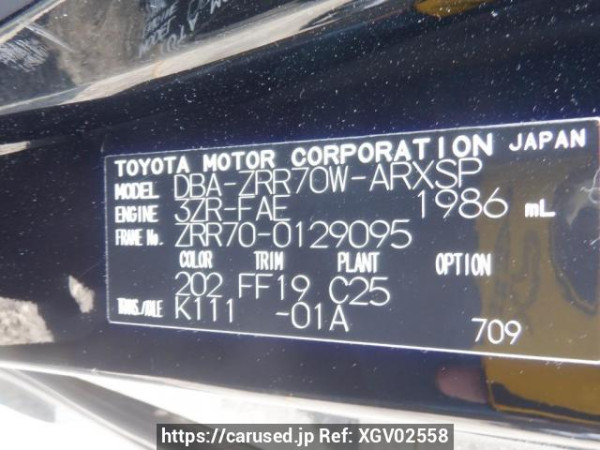 TOYOTA MOTOR CORPORATION JAPAN
MODEL DBA-ZRR70W-ARXSP
ENGINE 3ZR-FAE 1986 mL
FRAME No. ZRR70-0129095
COLOR TRIM PLANT OPTION
202 FF19 C25
TRANS./AXLE K111 -01A
709
https://carused.jp Ref: XGV02558